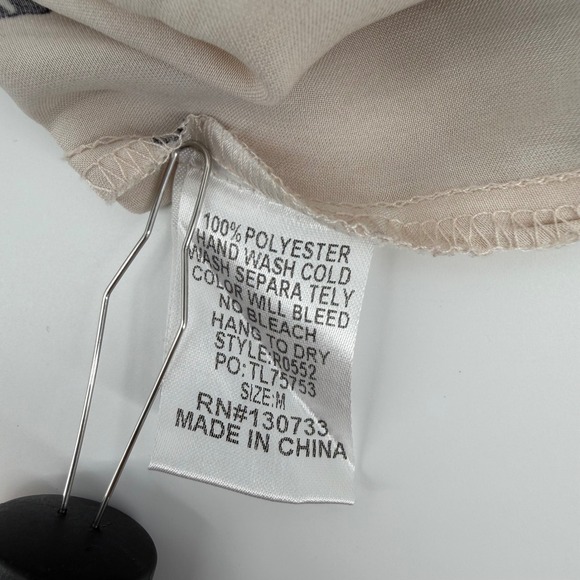 100% POLYESTER
HAND WASH COLD
WASH SEPARA TELY
COLOR WILL BLEED
NO BLEACH
HANG TO DRY
STYLE:R0552
PO:TL75753
SIZE:M
RN#130733
MADE IN CHINA